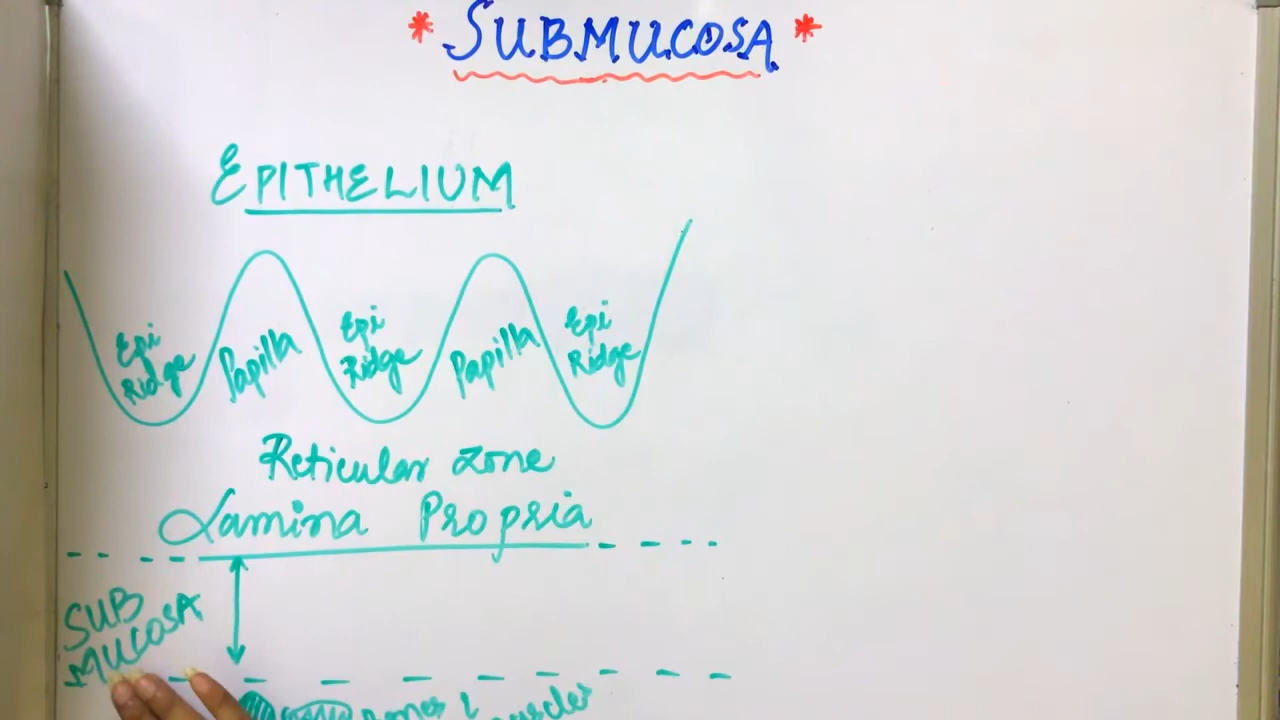 * SUBMUCOSA *
EPITHELIUM
Epi Ridge
Papilla
Epi Ridge
Papilla
Epi Ridge
Reticular zone
Lamina Propria
SUB
MUCOSA